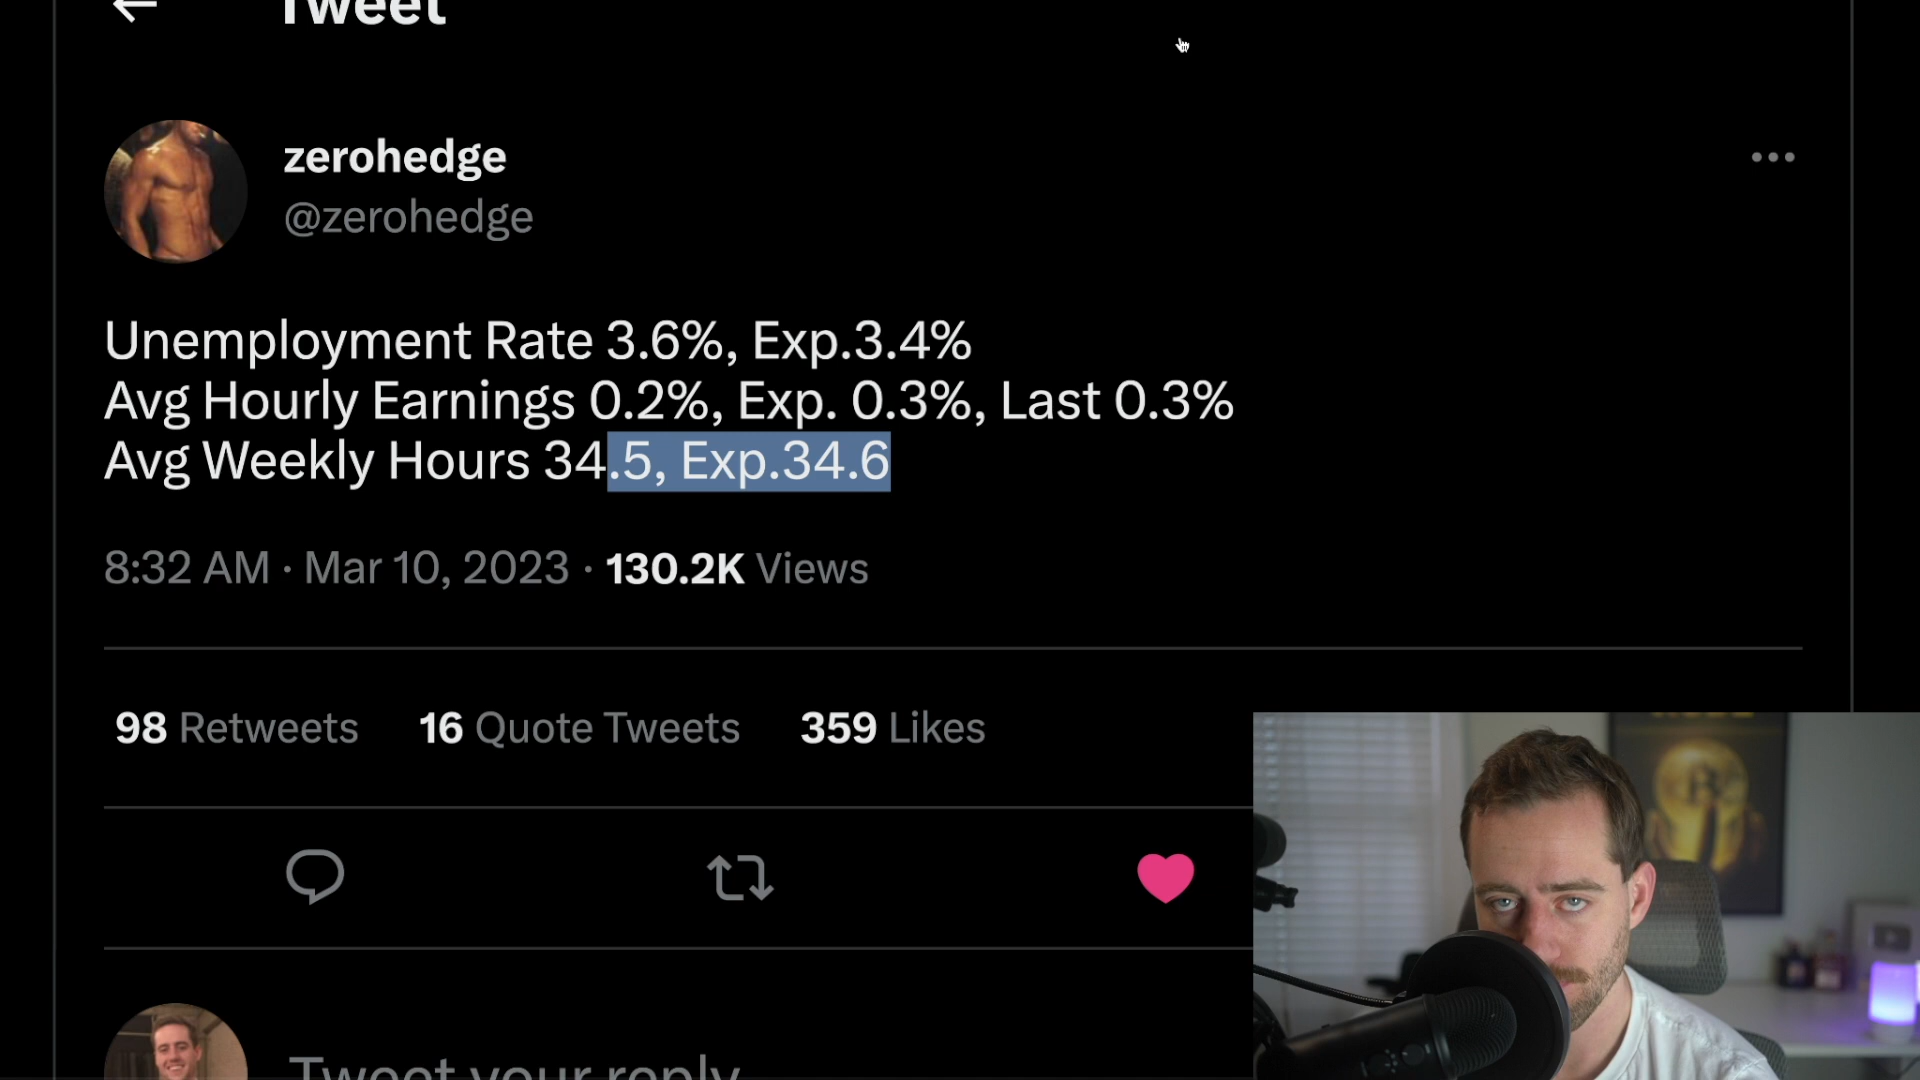 Tweet
zerohedge
@zerohedge
Unemployment Rate 3.6%, Exp.3.4%
Avg Hourly Earnings 0.2%, Exp. 0.3%, Last 0.3%
Avg Weekly Hours 34.5, Exp.34.6
8:32 AM · Mar 10, 2023 · 130.2K Views
98 Retweets 16 Quote Tweets 359 Likes
Tweet your reply